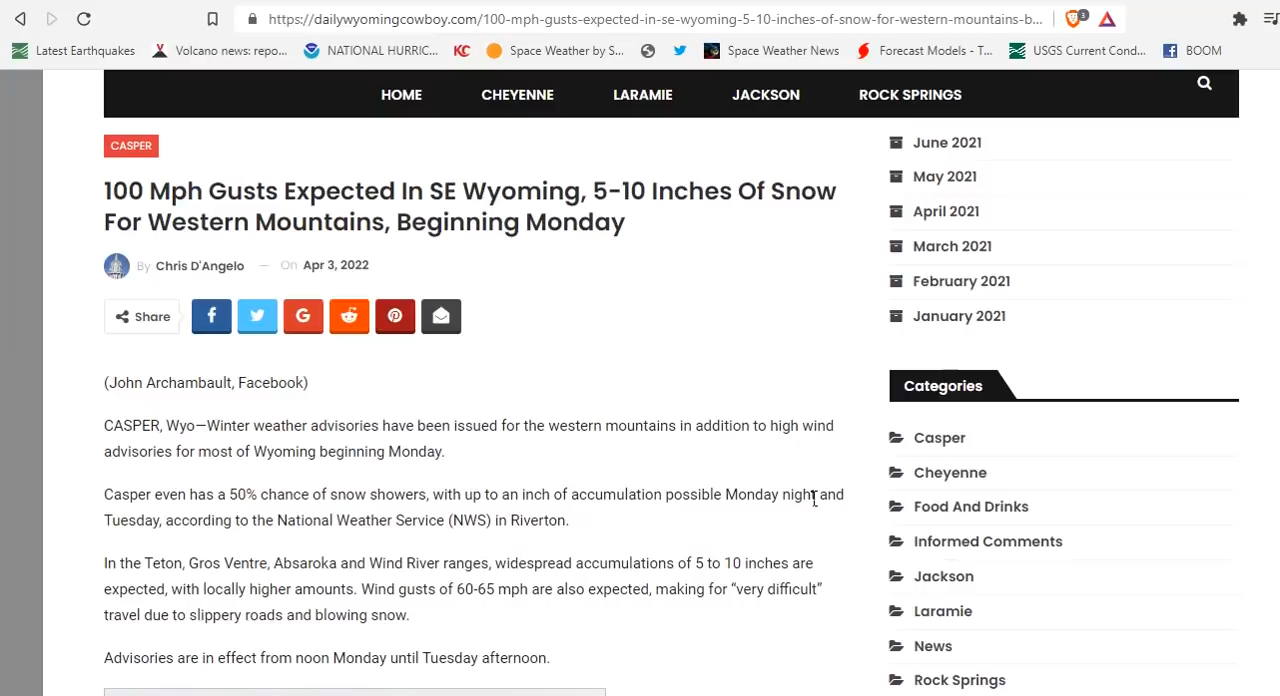 https://dailywyomingcowboy.com/100-mph-gusts-expected-in-se-wyoming-5-10-inches-of-snow-for-western-mountains-b...
3
Latest Earthquakes
Volcano news: repo...
NATIONAL HURRIC...
KC
Space Weather by S...
Space Weather News
Forecast Models - T...
USGS Current Cond...
BOOM
HOME CHEYENNE LARAMIE JACKSON ROCK SPRINGS
CASPER
100 Mph Gusts Expected In SE Wyoming, 5-10 Inches Of Snow
For Western Mountains, Beginning Monday
By Chris D'Angelo — On Apr 3, 2022
Share
(John Archambault, Facebook)
CASPER, Wyo—Winter weather advisories have been issued for the western mountains in addition to high wind
advisories for most of Wyoming beginning Monday.
Casper even has a 50% chance of snow showers, with up to an inch of accumulation possible Monday night and
Tuesday, according to the National Weather Service (NWS) in Riverton.
In the Teton, Gros Ventre, Absaroka and Wind River ranges, widespread accumulations of 5 to 10 inches are
expected, with locally higher amounts. Wind gusts of 60-65 mph are also expected, making for “very difficult”
travel due to slippery roads and blowing snow.
Advisories are in effect from noon Monday until Tuesday afternoon.
June 2021
May 2021
April 2021
March 2021
February 2021
January 2021
Categories
Casper
Cheyenne
Food And Drinks
Informed Comments
Jackson
Laramie
News
Rock Springs